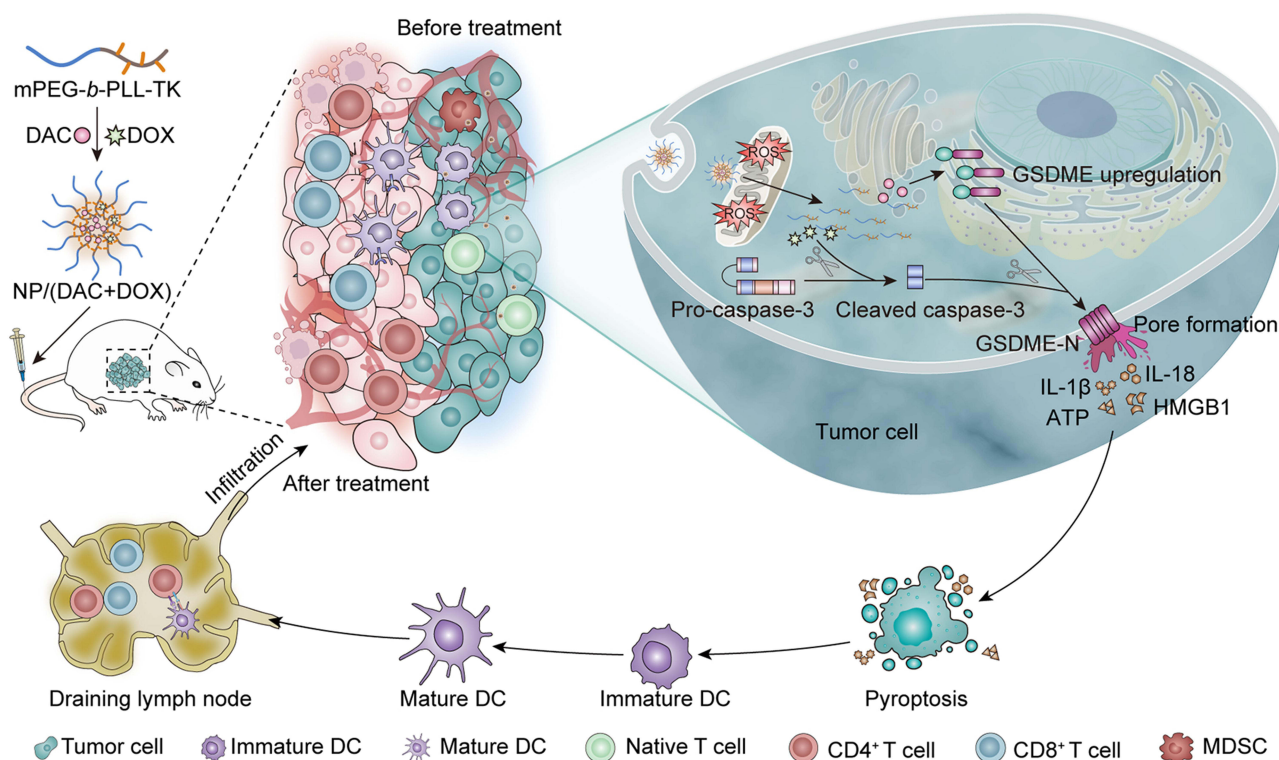 Before treatment
mPEG-b-PLL-TK
DAC DOX
NP/(DAC+DOX)
After treatment
Infiltration
ROS
ROS
GSDME upregulation
Pro-caspase-3
Cleaved caspase-3
GSDME-N
Pore formation
IL-1β
IL-18
ATP
HMGB1
Tumor cell
Draining lymph node
Mature DC
Immature DC
Pyroptosis
Tumor cell
Immature DC
Mature DC
Native T cell
CD4⁺ T cell
CD8⁺ T cell
MDSC